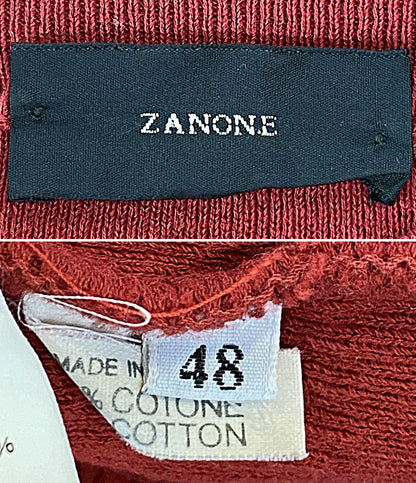 ZANONE
48
MADE IN
% COTONE
COTTON
%